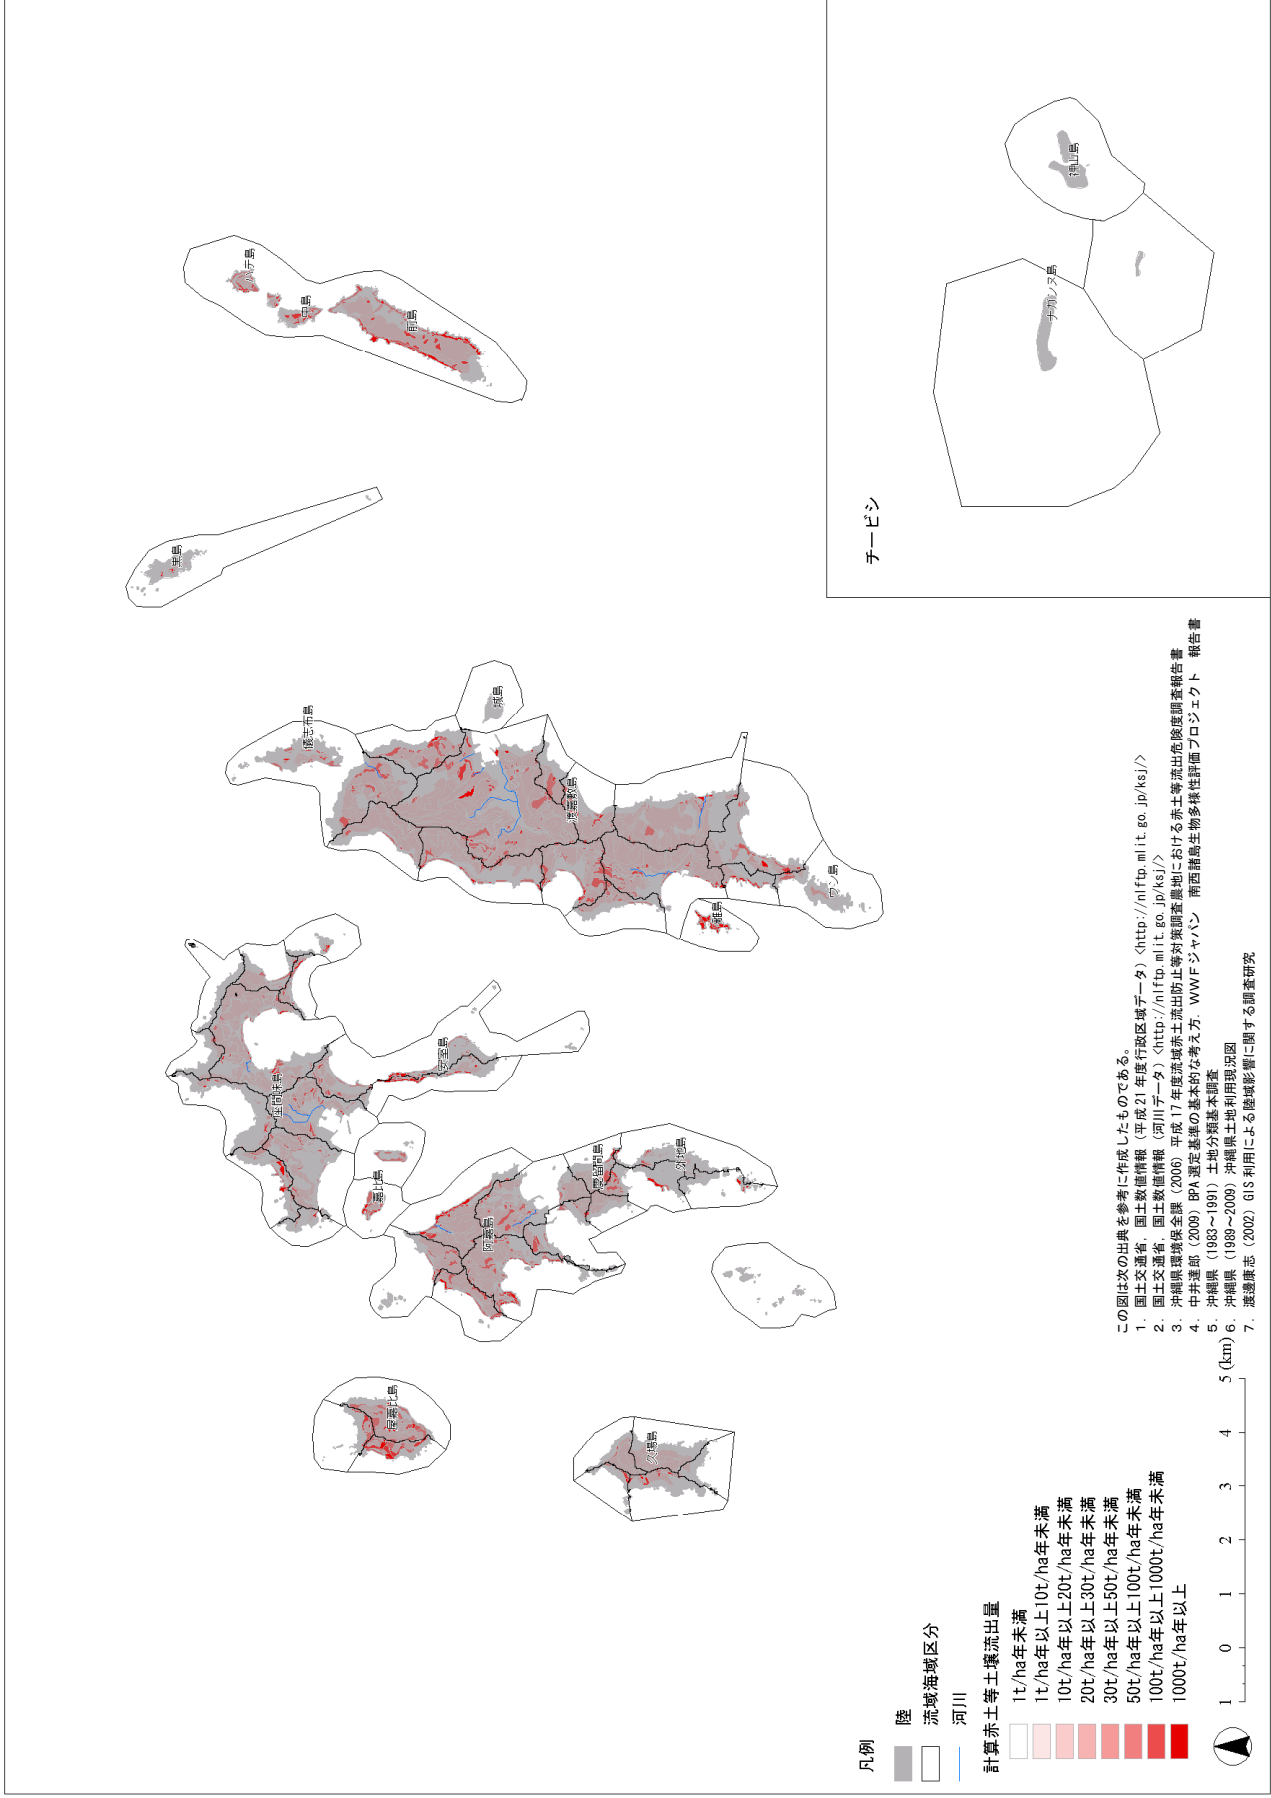 ハテ島
中島
前島
黒島
儀志布島
城島
渡嘉敷島
離島
ウン島
座間味島
安室島
嘉比島
阿嘉島
慶留間島
外地島
屋嘉比島
久場島
チービシ
神山島
ナガンヌ島
凡例
陸
流域海域区分
河川
計算赤土等土壌流出量
1t/ha年未満
1t/ha年以上10t/ha年未満
10t/ha年以上20t/ha年未満
20t/ha年以上30t/ha年未満
30t/ha年以上50t/ha年未満
50t/ha年以上100t/ha年未満
100t/ha年以上1000t/ha年未満
1000t/ha年以上
1 0 1 2 3 4 5 (km)
この図は次の出典を参考に作成したものである。
1. 国土交通省,国土数値情報(平成21年度行政区域データ)<http://nlftp.mlit.go.jp/ksj/>
2. 国土交通省,国土数値情報(河川データ)<http://nlftp.mlit.go.jp/ksj/>
3. 沖縄県環境保全課(2006)平成17年度流域赤土流出防止等対策調査農地における赤土等流出危険度調査報告書
4. 中井達郎(2009)BPA選定基準の基本的な考え方.WWFジャパン 南西諸島生物多様性評価プロジェクト 報告書
5. 沖縄県(1983~1991)土地分類基本調査
6. 沖縄県(1989~2009)沖縄県土地利用現況図
7. 渡邊康志(2002)GIS利用による陸域影響に関する調査研究